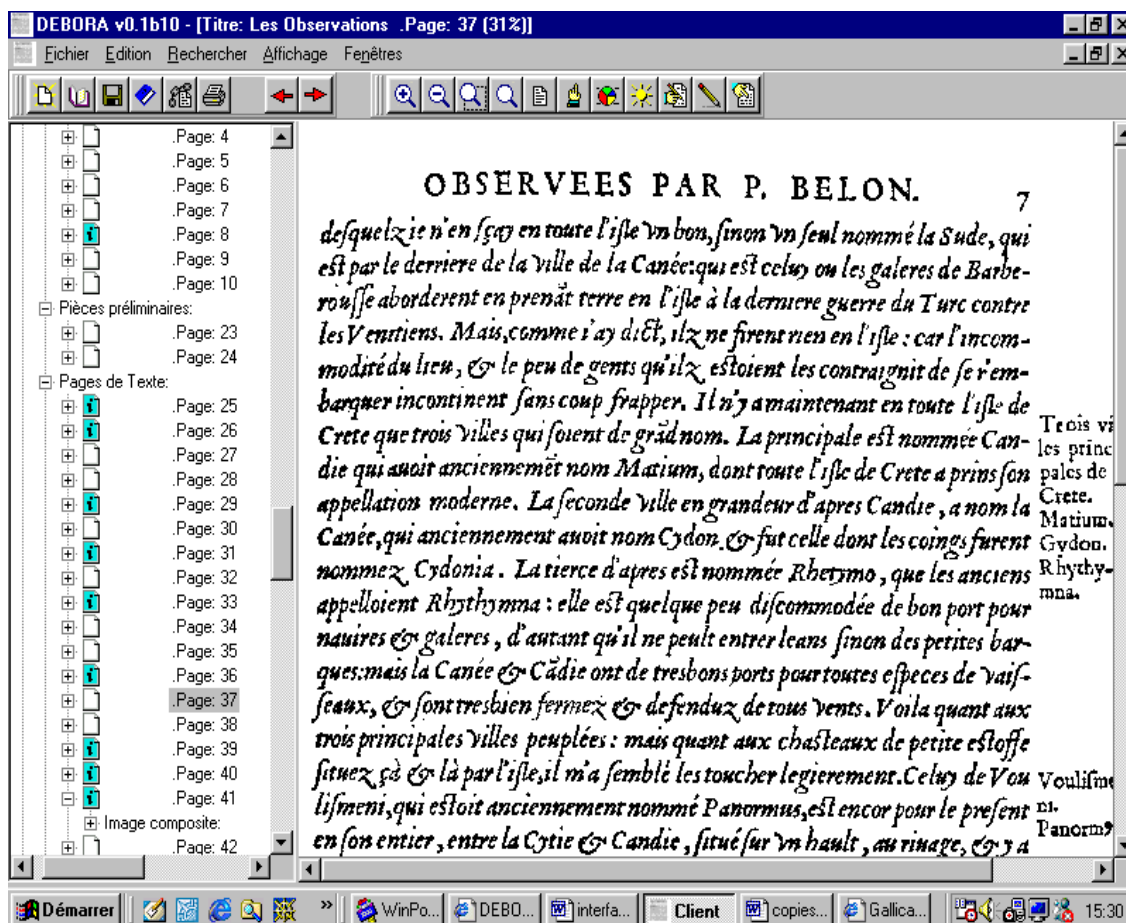 DEBORA v0.1b10 - [Titre: Les Observations .Page: 37 (31%)]
Fichier Edition Rechercher Affichage Fenêtres
.Page: 4
.Page: 5
.Page: 6
.Page: 7
.Page: 8
.Page: 9
.Page: 10
Pièces préliminaires:
.Page: 23
.Page: 24
Pages de Texte:
.Page: 25
.Page: 26
.Page: 27
.Page: 28
.Page: 29
.Page: 30
.Page: 31
.Page: 32
.Page: 33
.Page: 34
.Page: 35
.Page: 36
.Page: 37
.Page: 38
.Page: 39
.Page: 40
.Page: 41
Image composite:
.Page: 42
OBSERVEES PAR P. BELON. 7
deſquelz ie n'en ſçay en toute l'iſle vn bon, ſinon vn ſeul nommé la Sude, qui
eſt par le derriere de la ville de la Canée: qui eſt celuy ou les galeres de Barbe-
rouſſe aborderent en prenãt terre en l'iſle à la derniere guerre du Turc contre
les Venitiens. Mais, comme i'ay dict, ilz ne firent rien en l'iſle : car l'incom-
modité du lieu, & le peu de gents qu'ilz eſtoient les contraignit de ſe r'em-
barquer incontinent ſans coup frapper. Il n'y a maintenant en toute l'iſle de
Crete que trois villes qui ſoient de grãd nom. La principale eſt nommée Can-
die qui auoit anciennemẽt nom Matium, dont toute l'iſle de Crete a prins ſon
appellation moderne. La ſeconde ville en grandeur d'apres Candie, a nom la
Canée, qui anciennement auoit nom Cydon, & fut celle dont les coings furent
nommez Cydonia. La tierce d'apres eſt nommée Rhetymo, que les anciens
appelloient Rhythymna : elle eſt quelque peu diſcommodée de bon port pour
nauires & galeres, d'autant qu'il ne peult entrer leans ſinon des petites bar-
ques: mais la Canée & Cãdie ont de tresbons ports pour toutes eſpeces de vaiſ-
ſeaux, & ſont tresbien fermez & defenduz de tous vents. Voila quant aux
trois principales villes peuplées : mais quant aux chaſteaux de petite eſtoffe
ſituez çà & là par l'iſle, il m'a ſemblé les toucher legierement. Celuy de Vou
liſmeni, qui eſtoit anciennement nommé Panormus, eſt encor pour le preſent
en ſon entier, entre la Cytie & Candie, ſitué ſur vn hault, au riuage, & y a
Trois vi
les princ
pales de
Crete.
Matium.
Gydon.
Rhythy-
mna.
Vouliſme
ni.
Panorm9
Démarrer » WinPo... DEBO... interfa... Client copies... Gallica... 15:30